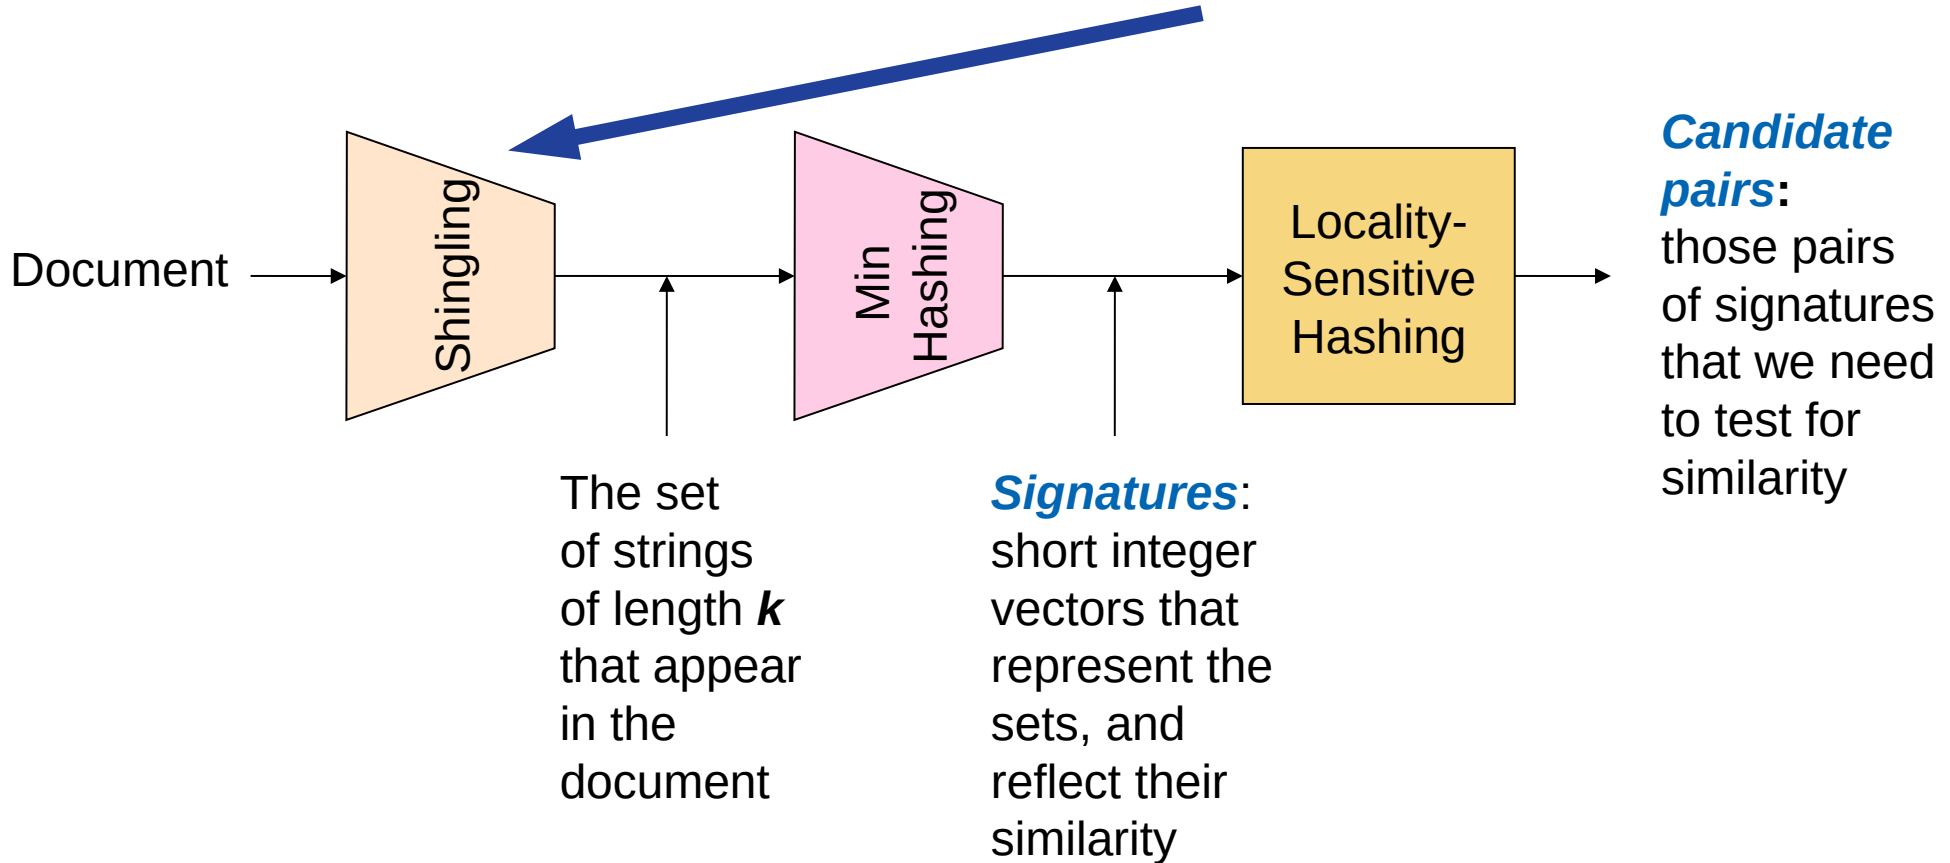 Document
Shingling
The set
of strings
of length k
that appear
in the
document
Min
Hashing
Signatures:
short integer
vectors that
represent the
sets, and
reflect their
similarity
Locality-
Sensitive
Hashing
Candidate
pairs:
those pairs
of signatures
that we need
to test for
similarity